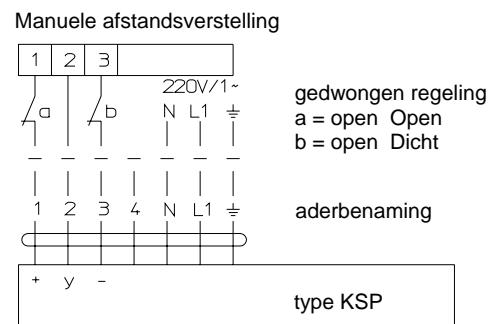 Manuele afstandsverstelling
1 2 3
220V/1~
a b N L1
gedwongen regeling
a = open Open
b = open Dicht
1 2 3 4 N L1
aderbenaming
+ y -
type KSP